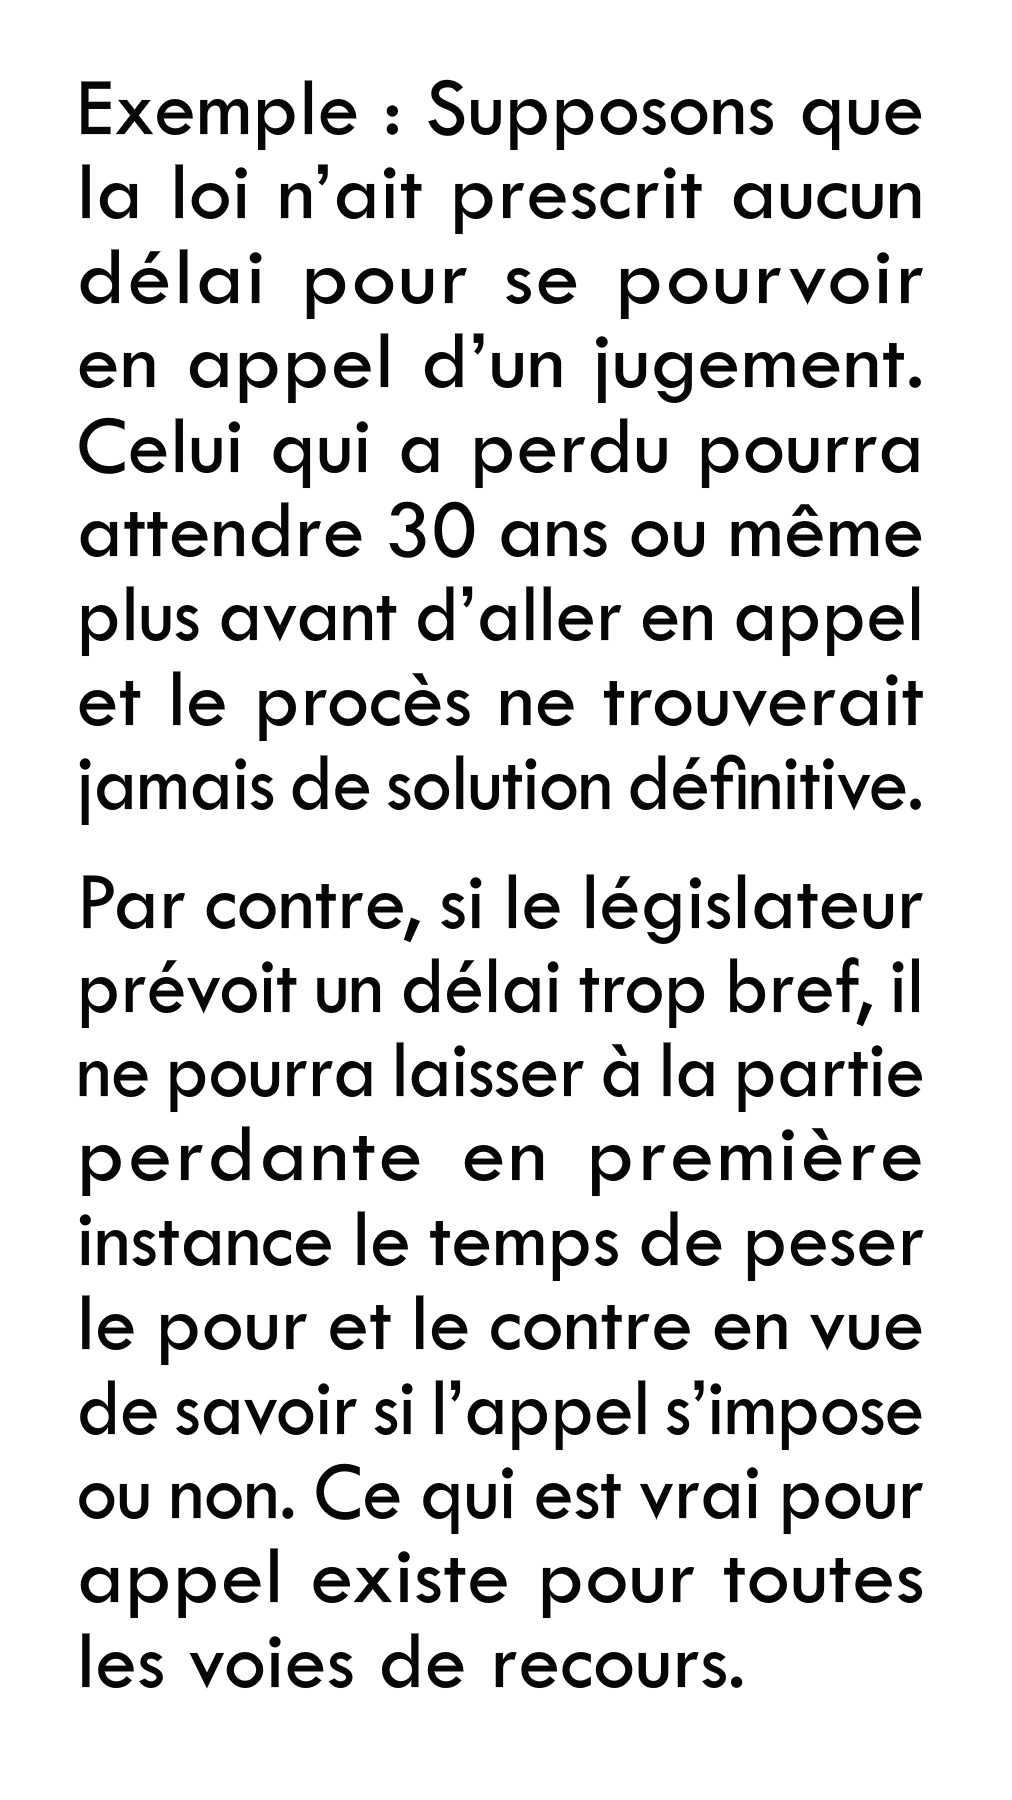 Exemple : Supposons que
la loi n’ait prescrit aucun
délai pour se pourvoir
en appel d’un jugement.
Celui qui a perdu pourra
attendre 30 ans ou même
plus avant d’aller en appel
et le procès ne trouverait
jamais de solution définitive.
Par contre, si le législateur
prévoit un délai trop bref, il
ne pourra laisser à la partie
perdante en première
instance le temps de peser
le pour et le contre en vue
de savoir si l’appel s’impose
ou non. Ce qui est vrai pour
appel existe pour toutes
les voies de recours.